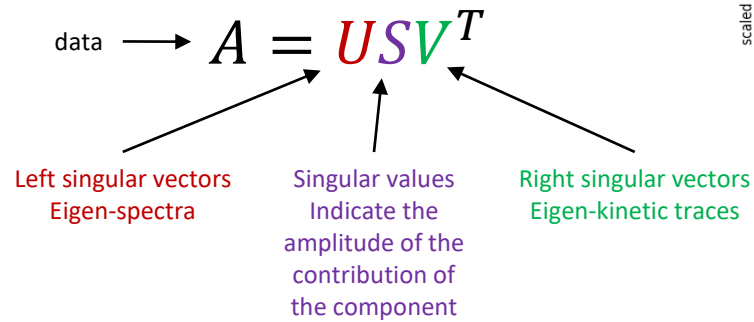 data
A = USVᵀ
scaled
Left singular vectors
Eigen-spectra
Singular values
Indicate the
amplitude of the
contribution of
the component
Right singular vectors
Eigen-kinetic traces